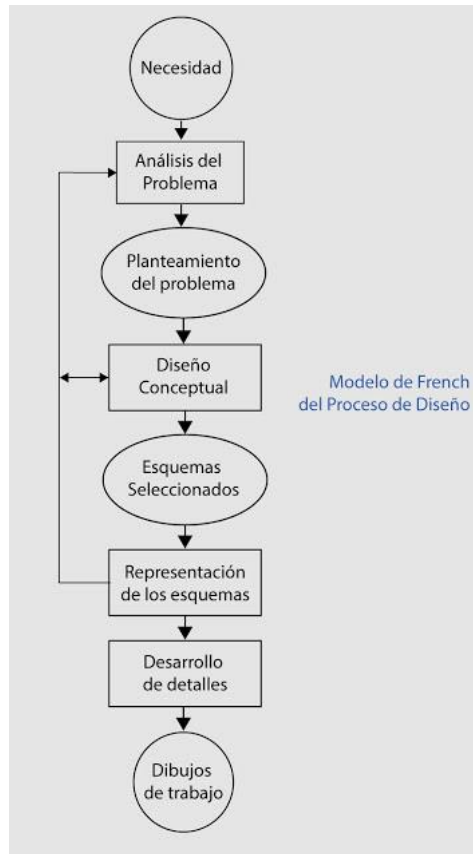 Necesidad
Análisis del
Problema
Planteamiento
del problema
Diseño
Conceptual
Modelo de French
del Proceso de Diseño
Esquemas
Seleccionados
Representación
de los esquemas
Desarrollo
de detalles
Dibujos
de trabajo